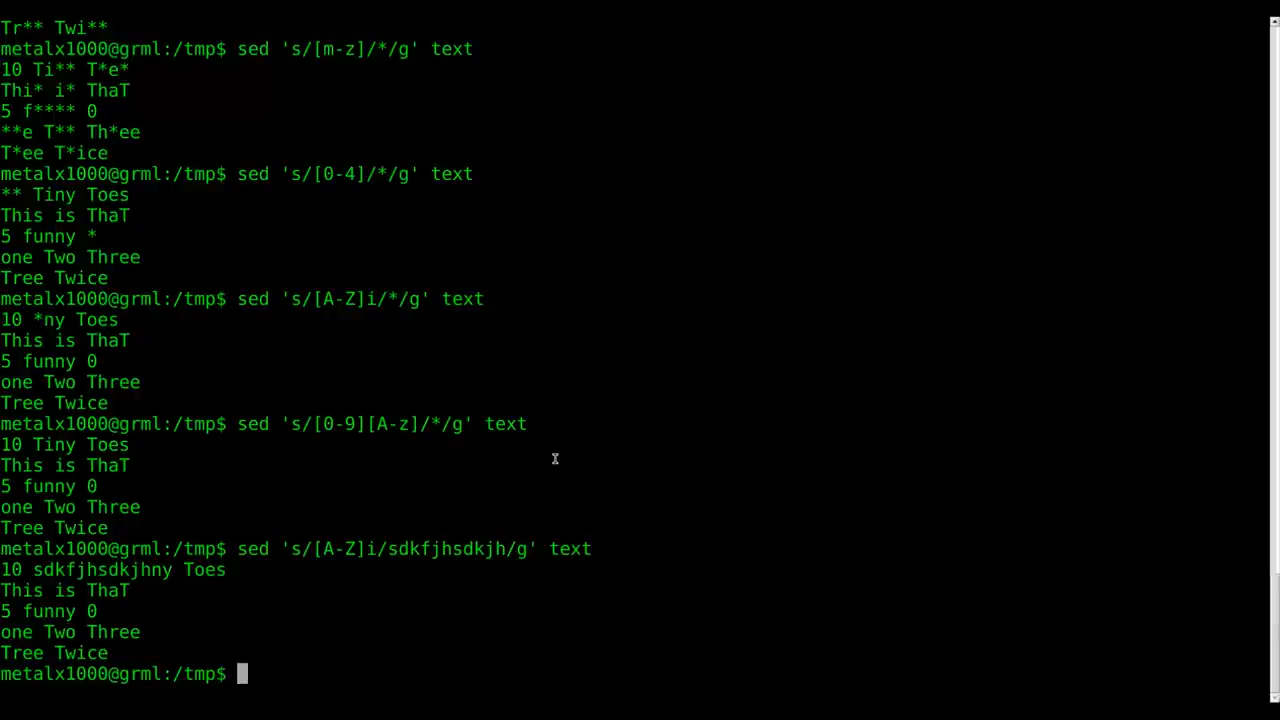 Tr** Twi**
metalx1000@grml:/tmp$ sed 's/[m-z]/*/g' text
10 Ti** T*e*
Thi* i* ThaT
5 f**** 0
**e T** Th*ee
T*ee T*ice
metalx1000@grml:/tmp$ sed 's/[0-4]/*/g' text
** Tiny Toes
This is ThaT
5 funny *
one Two Three
Tree Twice
metalx1000@grml:/tmp$ sed 's/[A-Z]i/*/g' text
10 *ny Toes
This is ThaT
5 funny 0
one Two Three
Tree Twice
metalx1000@grml:/tmp$ sed 's/[0-9][A-z]/*/g' text
10 Tiny Toes
This is ThaT
5 funny 0
one Two Three
Tree Twice
metalx1000@grml:/tmp$ sed 's/[A-Z]i/sdkfjhsdkjh/g' text
10 sdkfjhsdkjhny Toes
This is ThaT
5 funny 0
one Two Three
Tree Twice
metalx1000@grml:/tmp$